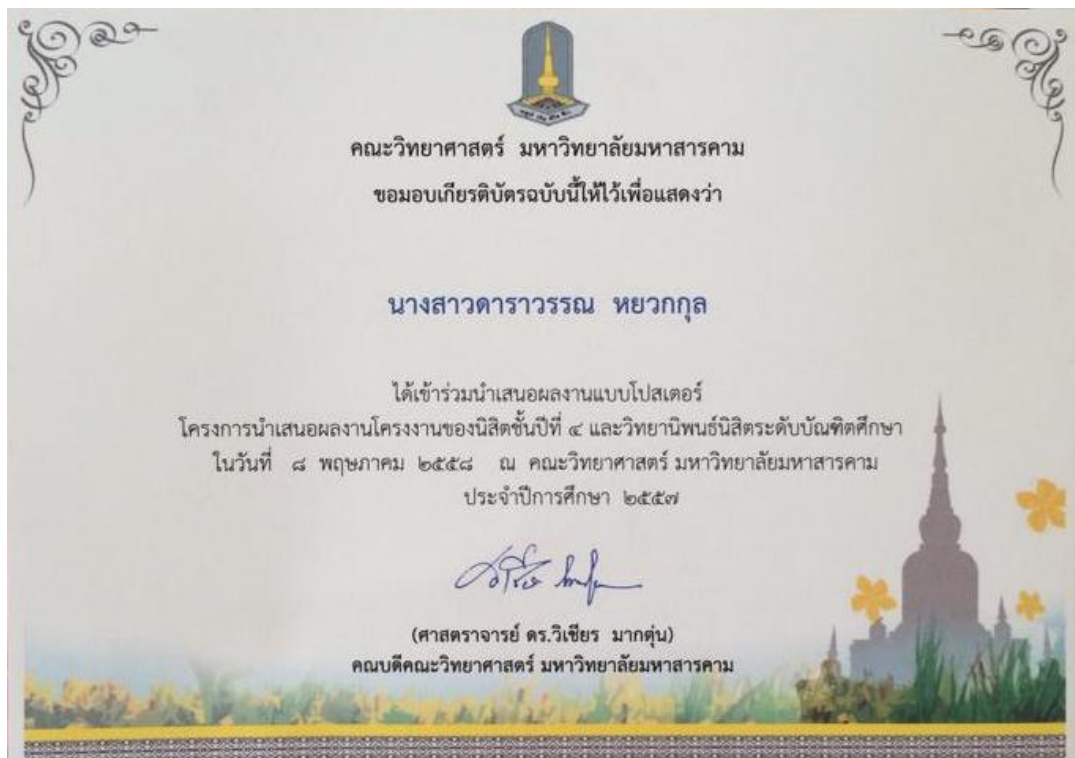 คณะวิทยาศาสตร์ มหาวิทยาลัยมหาสารคาม
ขอมอบเกียรติบัตรฉบับนี้ให้ไว้เพื่อแสดงว่า
นางสาวดาราวรรณ หยวกกุล
ได้เข้าร่วมนำเสนอผลงานแบบโปสเตอร์
โครงการนำเสนอผลงานโครงงานของนิสิตชั้นปีที่ ๔ และวิทยานิพนธ์นิสิตระดับบัณฑิตศึกษา
ในวันที่ ๘ พฤษภาคม ๒๕๕๘ ณ คณะวิทยาศาสตร์ มหาวิทยาลัยมหาสารคาม
ประจำปีการศึกษา ๒๕๕๗
(ศาสตราจารย์ ดร.วิเชียร มากตุ่น)
คณบดีคณะวิทยาศาสตร์ มหาวิทยาลัยมหาสารคาม